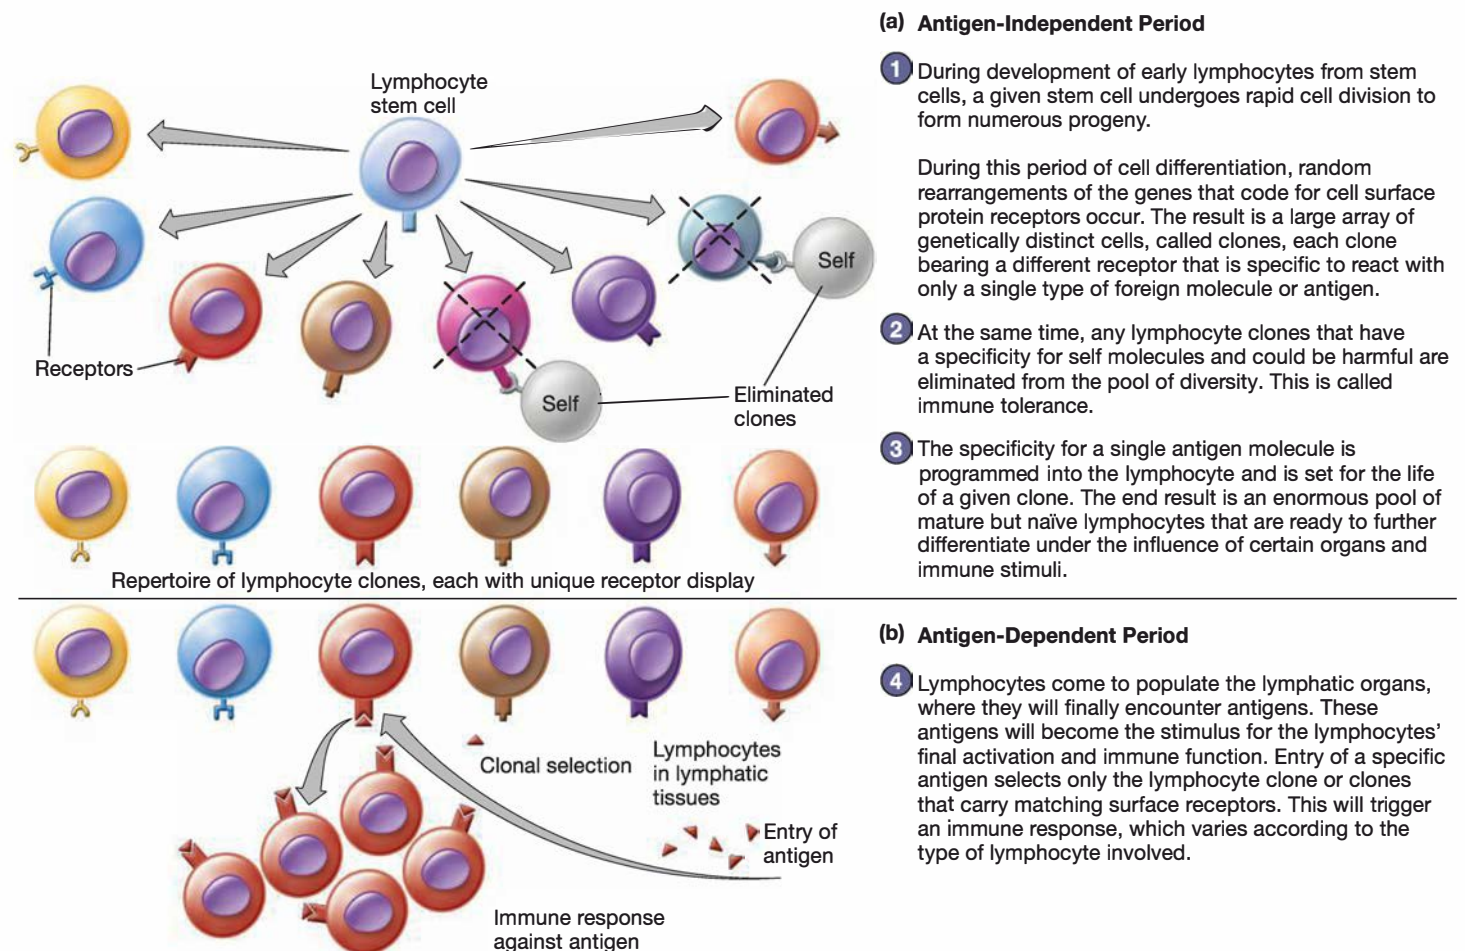 Lymphocyte
stem cell
Receptors
Self
Self
Eliminated
clones
Repertoire of lymphocyte clones, each with unique receptor display
Clonal selection
Lymphocytes
in lymphatic
tissues
Entry of
antigen
Immune response
against antigen
(a) Antigen-Independent Period
1 During development of early lymphocytes from stem
cells, a given stem cell undergoes rapid cell division to
form numerous progeny.
During this period of cell differentiation, random
rearrangements of the genes that code for cell surface
protein receptors occur. The result is a large array of
genetically distinct cells, called clones, each clone
bearing a different receptor that is specific to react with
only a single type of foreign molecule or antigen.
2 At the same time, any lymphocyte clones that have
a specificity for self molecules and could be harmful are
eliminated from the pool of diversity. This is called
immune tolerance.
3 The specificity for a single antigen molecule is
programmed into the lymphocyte and is set for the life
of a given clone. The end result is an enormous pool of
mature but naïve lymphocytes that are ready to further
differentiate under the influence of certain organs and
immune stimuli.
(b) Antigen-Dependent Period
4 Lymphocytes come to populate the lymphatic organs,
where they will finally encounter antigens. These
antigens will become the stimulus for the lymphocytes'
final activation and immune function. Entry of a specific
antigen selects only the lymphocyte clone or clones
that carry matching surface receptors. This will trigger
an immune response, which varies according to the
type of lymphocyte involved.